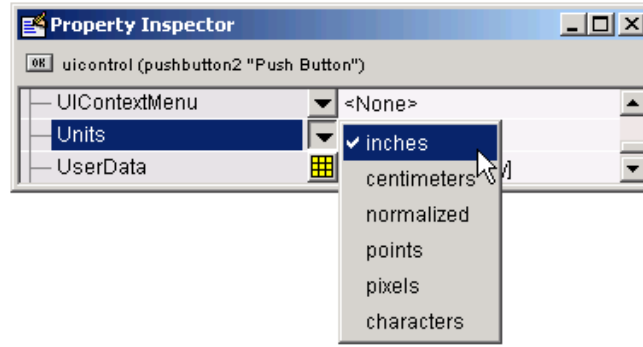 Property Inspector
OK uicontrol (pushbutton2 "Push Button")
UIContextMenu <None>
Units
UserData
inches
centimeters
normalized
points
pixels
characters